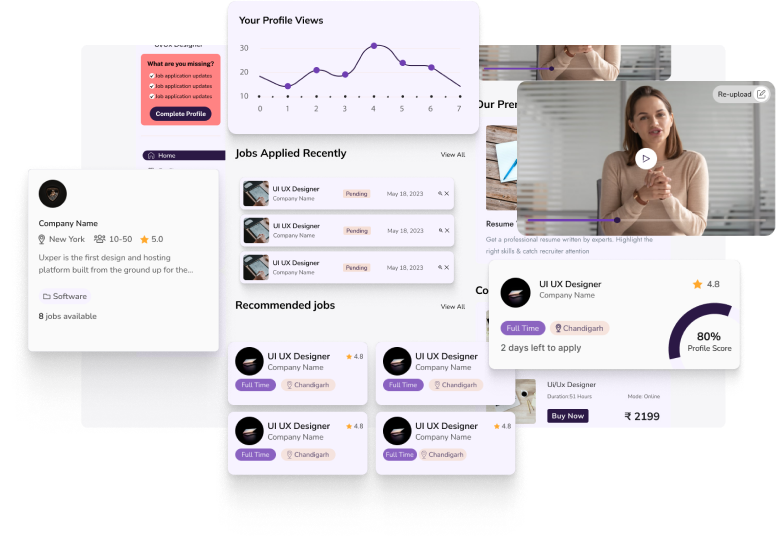 UI/UX Designer
What are you missing?
Job application updates
Job application updates
Job application updates
Complete Profile
Home
Your Profile Views
30
20
10
0 1 2 3 4 5 6 7
Jobs Applied Recently
View All
UI UX Designer
Company Name
Pending
May 18, 2023
UI UX Designer
Company Name
Pending
May 18, 2023
UI UX Designer
Company Name
Pending
May 18, 2023
Recommended jobs
View All
UI UX Designer
4.8
Company Name
Full Time
Chandigarh
UI UX Designer
Company Name
Full Time
Chandigarh
UI UX Designer
4.8
Company Name
Full Time
Chandigarh
UI UX Designer
4.8
Company Name
Full Time
Chandigarh
Company Name
New York
10-50
5.0
Uxper is the first design and hosting
platform built from the ground up for the...
Software
8 jobs available
Our Prer
Re-upload
Resume
Get a professional resume written by experts. Highlight the
right skills & catch recruiter attention
Co
UI UX Designer
4.8
Company Name
Full Time
Chandigarh
2 days left to apply
80%
Profile Score
Ui/Ux Designer
Duration:51 Hours
Mode: Online
Buy Now
₹ 2199